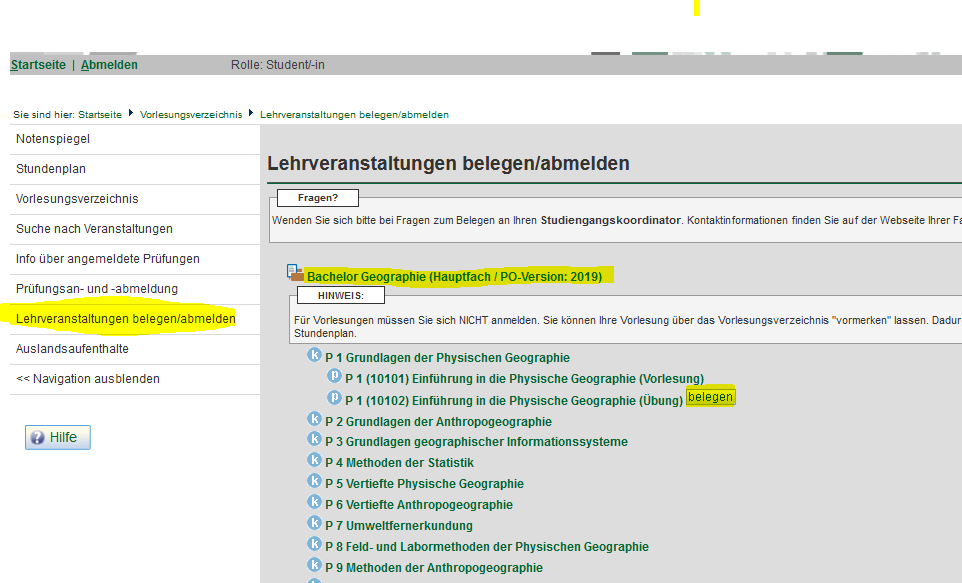 Startseite | Abmelden Rolle: Student/-in
Sie sind hier: Startseite Vorlesungsverzeichnis Lehrveranstaltungen belegen/abmelden
Notenspiegel
Stundenplan
Vorlesungsverzeichnis
Suche nach Veranstaltungen
Info über angemeldete Prüfungen
Prüfungsan- und -abmeldung
Lehrveranstaltungen belegen/abmelden
Auslandsaufenthalte
<< Navigation ausblenden
? Hilfe
Lehrveranstaltungen belegen/abmelden
Fragen?
Wenden Sie sich bitte bei Fragen zum Belegen an Ihren Studiengangskoordinator. Kontaktinformationen finden Sie auf der Webseite Ihrer Fa
Bachelor Geographie (Hauptfach / PO-Version: 2019)
HINWEIS:
Für Vorlesungen müssen Sie sich NICHT anmelden. Sie können Ihre Vorlesung über das Vorlesungsverzeichnis "vormerken" lassen. Dadur
Stundenplan.
k P 1 Grundlagen der Physischen Geographie
p P 1 (10101) Einführung in die Physische Geographie (Vorlesung)
p P 1 (10102) Einführung in die Physische Geographie (Übung) belegen
k P 2 Grundlagen der Anthropogeographie
k P 3 Grundlagen geographischer Informationssysteme
k P 4 Methoden der Statistik
k P 5 Vertiefte Physische Geographie
k P 6 Vertiefte Anthropogeographie
k P 7 Umweltfernerkundung
k P 8 Feld- und Labormethoden der Physischen Geographie
k P 9 Methoden der Anthropogeographie